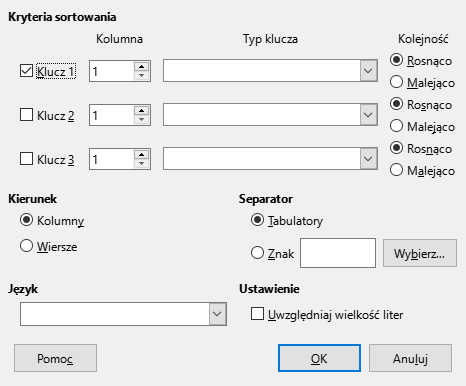 Kryteria sortowania
Kolumna Typ klucza Kolejność
Klucz 1 1 Rosnąco
Malejąco
Klucz 2 1 Rosnąco
Malejąco
Klucz 3 1 Rosnąco
Malejąco
Kierunek Separator
Kolumny Tabulatory
Wiersze Znak Wybierz...
Język Ustawienie
Uwzględniaj wielkość liter
Pomoc OK Anuluj